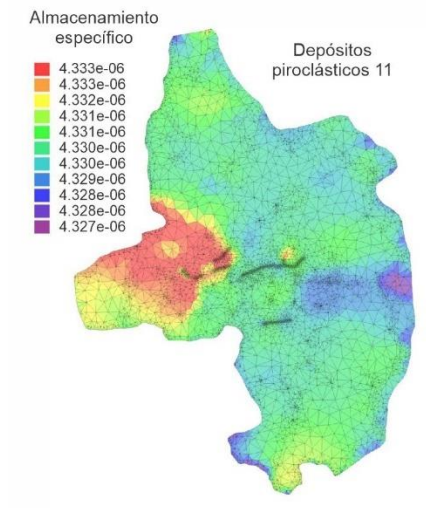 Almacenamiento
específico
4.333e-06
4.333e-06
4.332e-06
4.331e-06
4.331e-06
4.330e-06
4.330e-06
4.329e-06
4.328e-06
4.328e-06
4.327e-06
Depósitos
piroclásticos 11